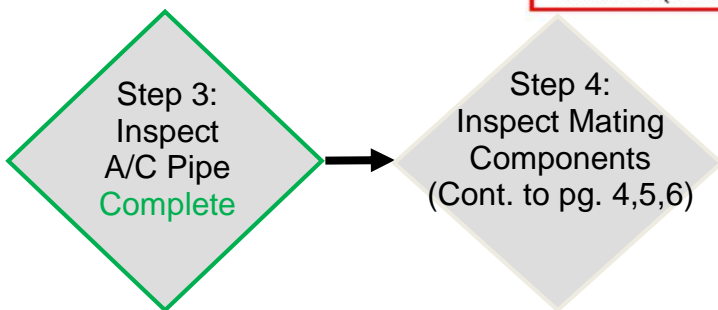 Step 3:
Inspect
A/C Pipe
Complete
Step 4:
Inspect Mating
Components
(Cont. to pg. 4,5,6)